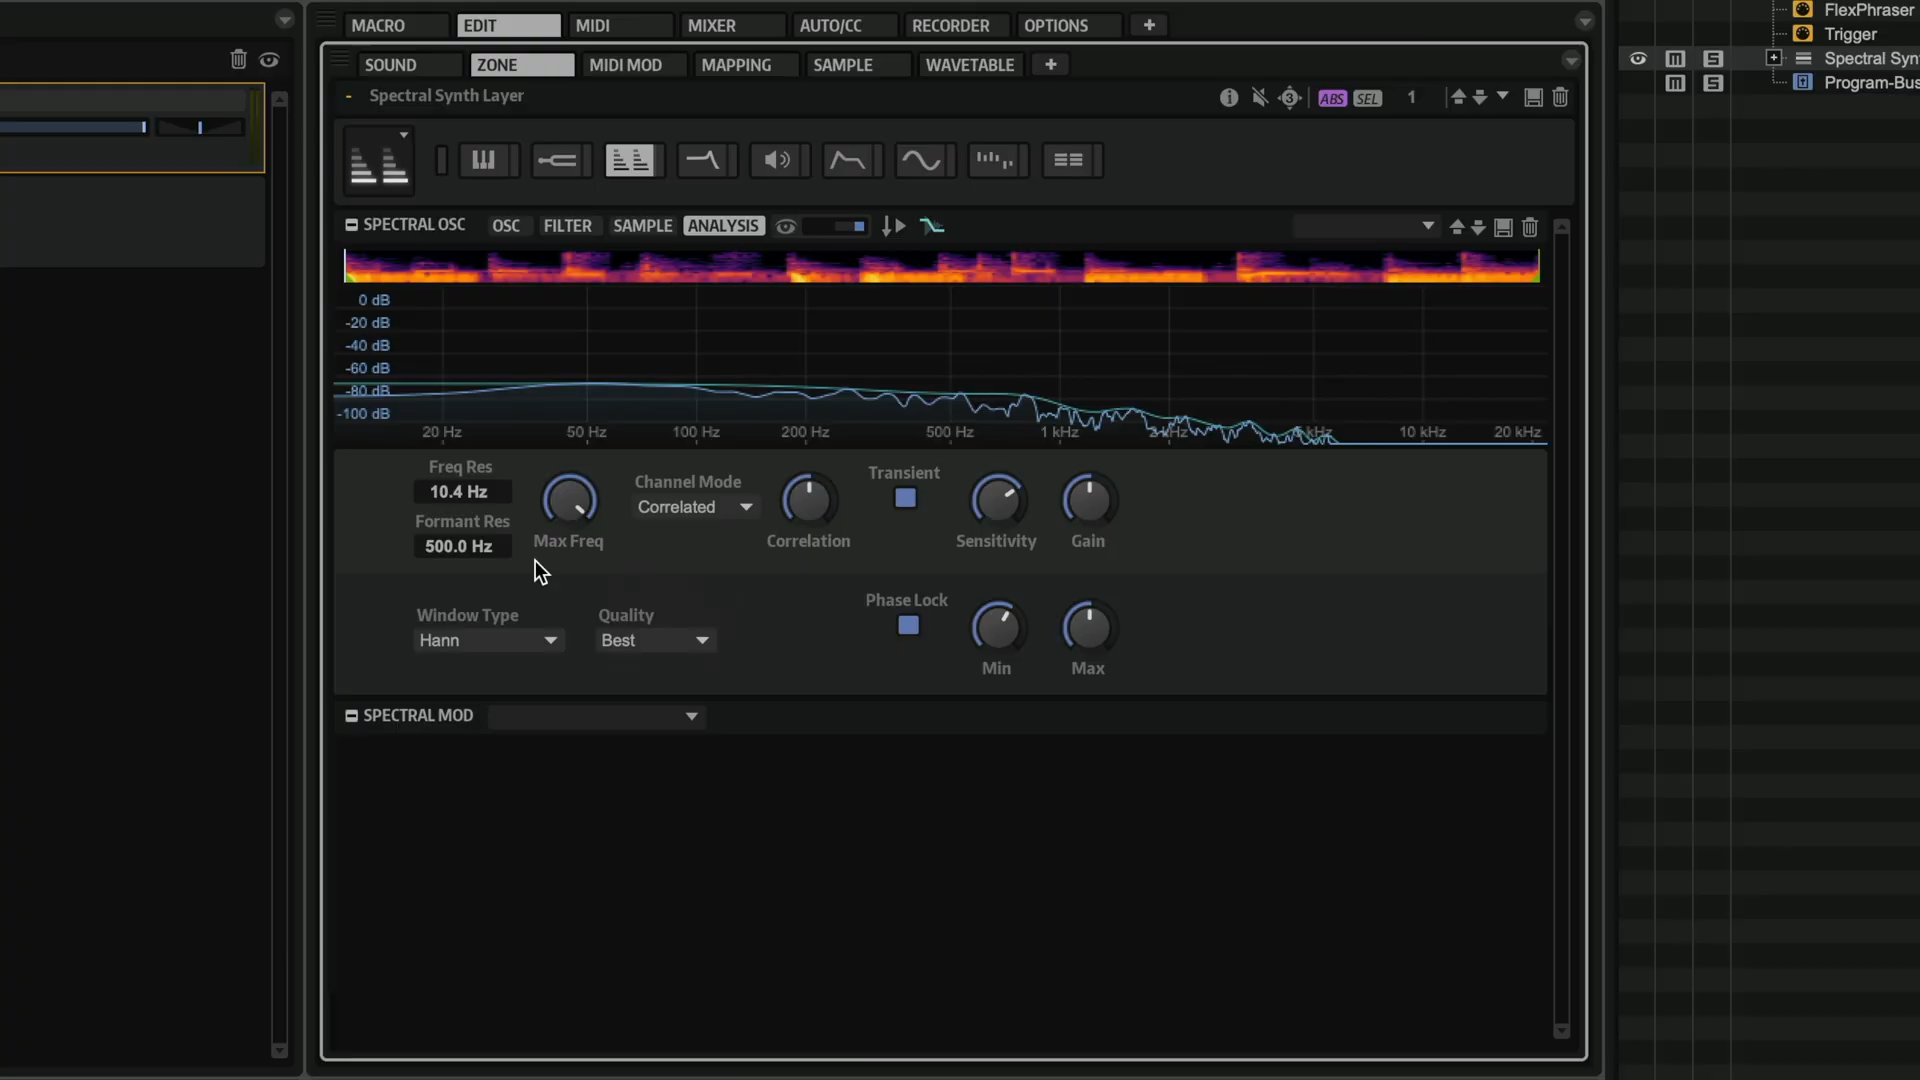 MACRO EDIT MIDI MIXER AUTO/CC RECORDER OPTIONS +
SOUND ZONE MIDI MOD MAPPING SAMPLE WAVETABLE +
- Spectral Synth Layer
ABS SEL 1
SPECTRAL OSC OSC FILTER SAMPLE ANALYSIS
0 dB
-20 dB
-40 dB
-60 dB
-80 dB
-100 dB
20 Hz 50 Hz 100 Hz 200 Hz 500 Hz 1 kHz 2 kHz kHz 10 kHz 20 kHz
Freq Res
10.4 Hz
Formant Res
500.0 Hz
Max Freq
Channel Mode
Correlated
Correlation
Transient
Sensitivity
Gain
Window Type
Hann
Quality
Best
Phase Lock
Min
Max
SPECTRAL MOD
FlexPhraser
Trigger
m S Spectral Syn
m S Program-Bus